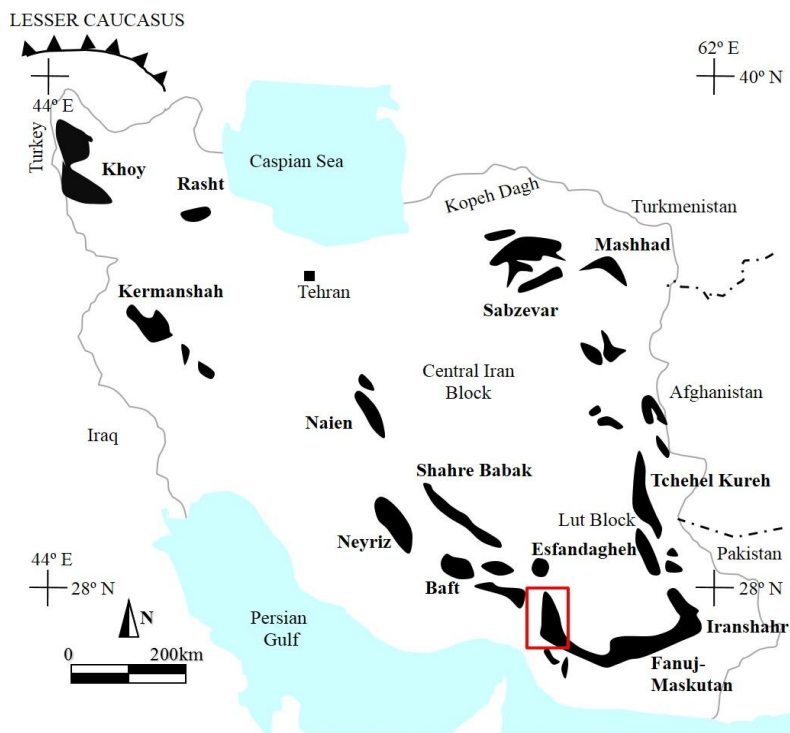 LESSER CAUCASUS
62º E
40º N
44º E
Turkey
Caspian Sea
Khoy
Rasht
Kopeh Dagh
Turkmenistan
Mashhad
Tehran
Kermanshah
Sabzevar
Central Iran
Block
Afghanistan
Naien
Iraq
Shahre Babak
Tchehel Kureh
Lut Block
Neyriz
Esfandagheh
Pakistan
44º E
28º N
Baft
28º N
N
Persian
Gulf
Iranshahr
0
200km
Fanuj-
Maskutan